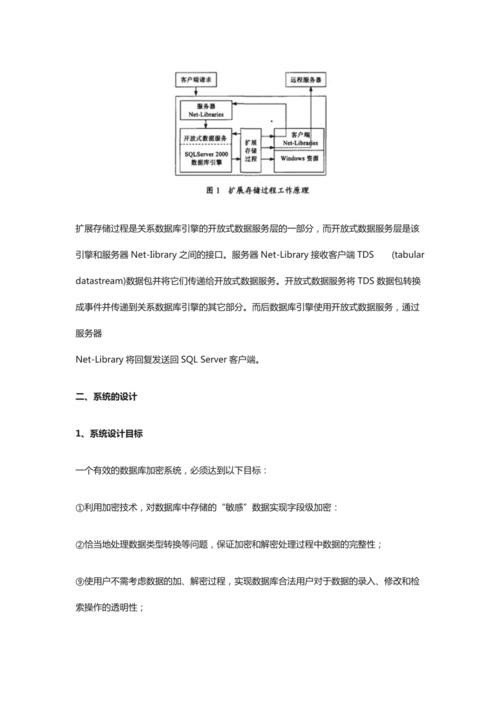 客户端请求
远程服务器
服务器
Net-Libraries
开放式数据服务
SQLServer 2000
数据库引擎
扩展
存储
过程
客户端
Net-Libraries
Windows 资源
图 1 扩展存储过程工作原理
扩展存储过程是关系数据库引擎的开放式数据服务层的一部分，而开放式数据服务层是该
引擎和服务器 Net-Iibrary 之间的接口。服务器 Net-Library 接收客户端 TDS (tabular
datastream)数据包并将它们传递给开放式数据服务。开放式数据服务将 TDS 数据包转换
成事件并传递到关系数据库引擎的其它部分。而后数据库引擎使用开放式数据服务，通过
服务器
Net-Library 将回复发送回 SQL Server 客户端。
二、系统的设计
1、系统设计目标
一个有效的数据库加密系统，必须达到以下目标：
①利用加密技术，对数据库中存储的“敏感”数据实现字段级加密：
②恰当地处理数据类型转换等问题，保证加密和解密处理过程中数据的完整性；
⑨使用户不需考虑数据的加、解密过程，实现数据库合法用户对于数据的录入、修改和检
索操作的透明性；